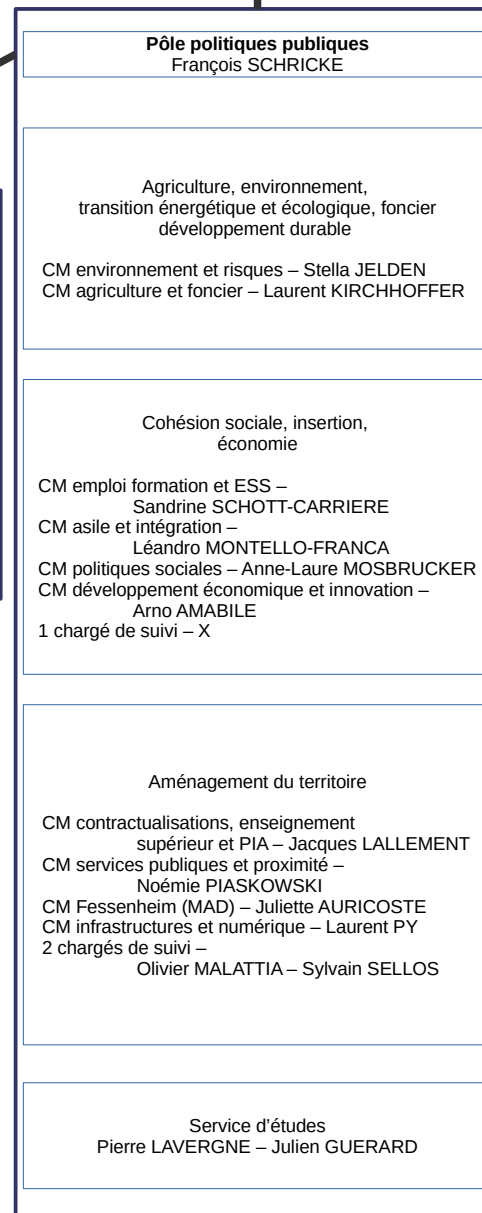 Pôle politiques publiques
François SCHRICKE
Agriculture, environnement,
transition énergétique et écologique, foncier
développement durable
CM environnement et risques – Stella JELDEN
CM agriculture et foncier – Laurent KIRCHHOFFER
Cohésion sociale, insertion,
économie
CM emploi formation et ESS –
Sandrine SCHOTT-CARRIERE
CM asile et intégration –
Léandro MONTELLO-FRANCA
CM politiques sociales – Anne-Laure MOSBRUCKER
CM développement économique et innovation –
Arno AMABILE
1 chargé de suivi – X
Aménagement du territoire
CM contractualisations, enseignement
supérieur et PIA – Jacques LALLEMENT
CM services publiques et proximité –
Noémie PIASKOWSKI
CM Fessenheim (MAD) – Juliette AURICOSTE
CM infrastructures et numérique – Laurent PY
2 chargés de suivi –
Olivier MALATTIA – Sylvain SELLOS
Service d'études
Pierre LAVERGNE – Julien GUERARD